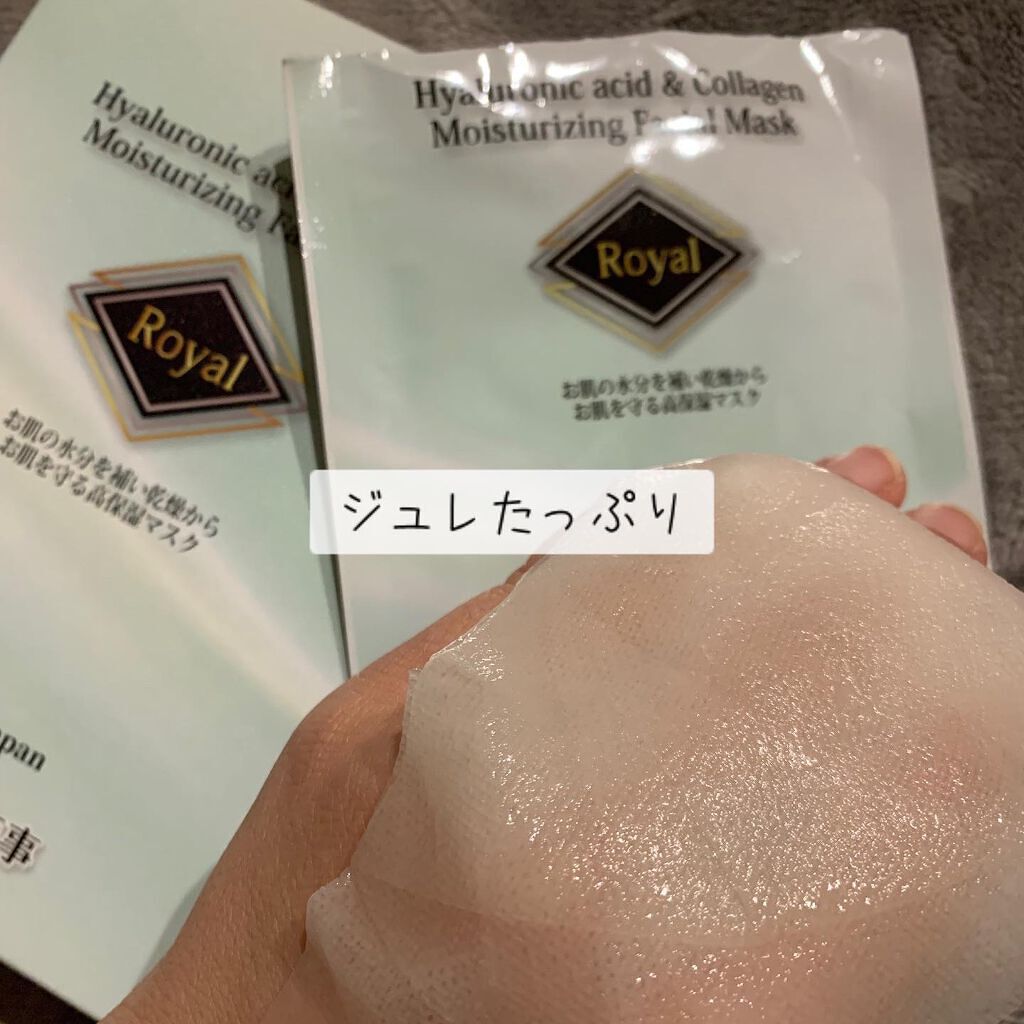 Hyaluronic acid & Collagen
Moisturizing Facial Mask
Royal
お肌の水分を補い乾燥から
お肌を守る高保湿マスク
ジュレたっぷり
Hyaluronic
Moisturizing
Royal
お肌の水分を補い乾燥から
お肌を守る高保湿マスク
事